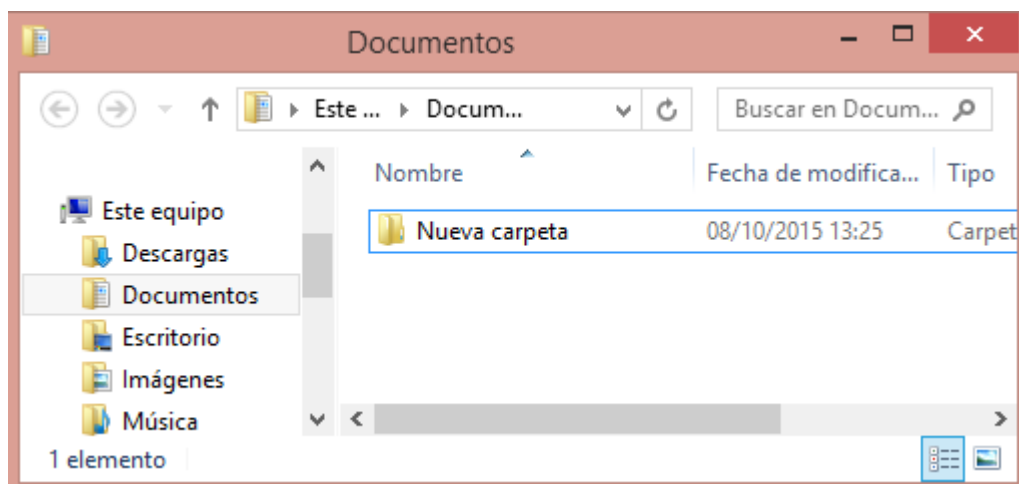 Documentos
Este ... Docum... Buscar en Docum...
Nombre Fecha de modifica... Tipo
Este equipo
Nueva carpeta 08/10/2015 13:25 Carpet
Descargas
Documentos
Escritorio
Imágenes
Música
1 elemento